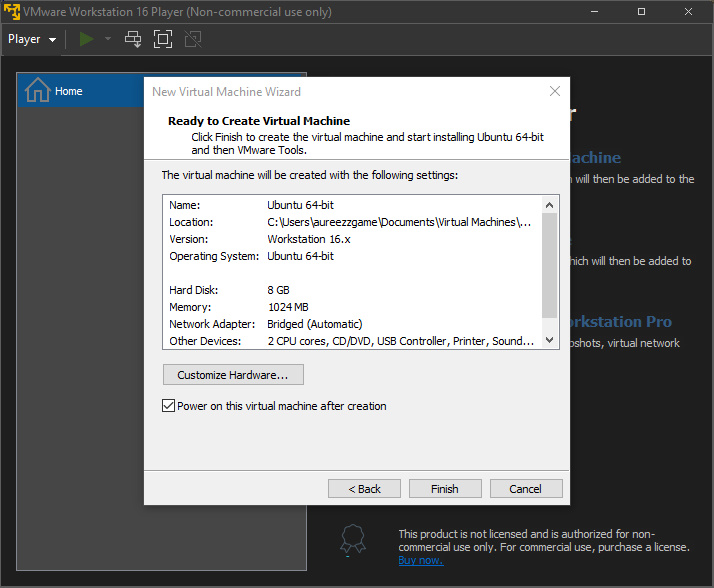 VMware Workstation 16 Player (Non-commercial use only)
Player
Home
New Virtual Machine Wizard
Ready to Create Virtual Machine
Click Finish to create the virtual machine and start installing Ubuntu 64-bit
and then VMware Tools.
The virtual machine will be created with the following settings:
Name: Ubuntu 64-bit
Location: C:\Users\aureezzgame\Documents\Virtual Machines\...
Version: Workstation 16.x
Operating System: Ubuntu 64-bit
Hard Disk: 8 GB
Memory: 1024 MB
Network Adapter: Bridged (Automatic)
Other Devices: 2 CPU cores, CD/DVD, USB Controller, Printer, Sound...
Customize Hardware...
Power on this virtual machine after creation
< Back
Finish
Cancel
will then be added to the
will then be added to
Pro
virtual network
This product is not licensed and is authorized for non-
commercial use only. For commercial use, purchase a license.
Buy now.